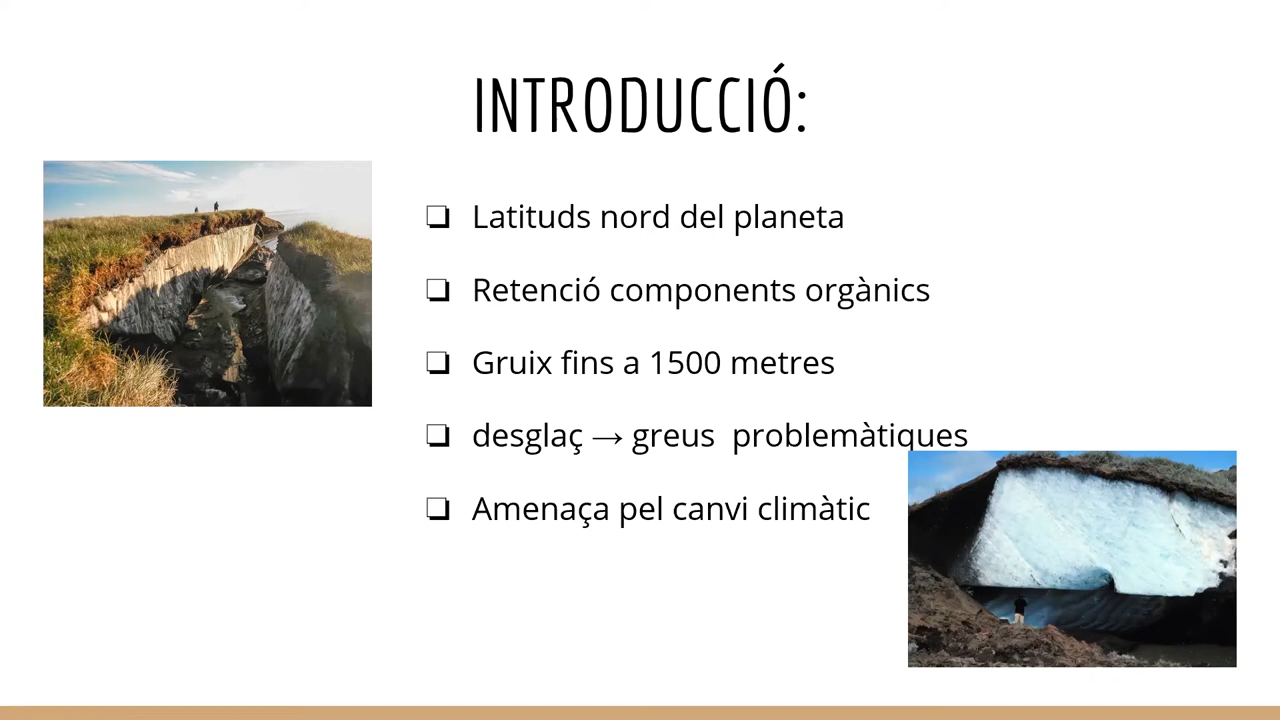 INTRODUCCIÓ:
❏ Latituds nord del planeta
❏ Retenció components orgànics
❏ Gruix fins a 1500 metres
❏ desglaç → greus  problemàtiques
❏ Amenaça pel canvi climàtic